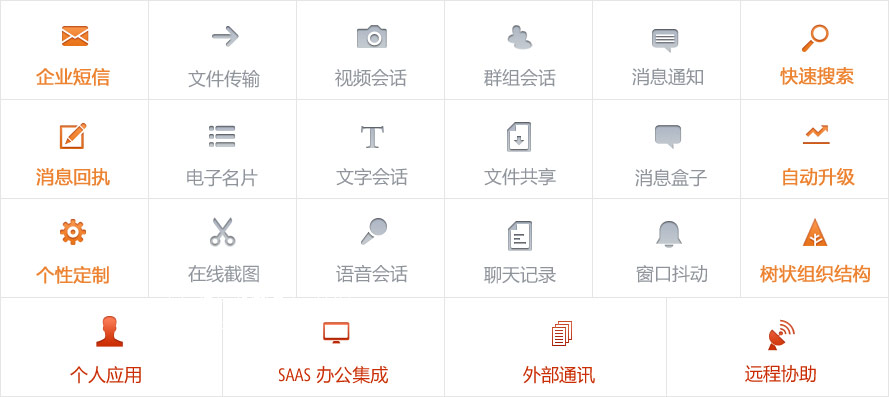 企业短信
文件传输
视频会话
群组会话
消息通知
快速搜索
消息回执
电子名片
文字会话
文件共享
消息盒子
自动升级
个性定制
在线截图
语音会话
聊天记录
窗口抖动
树状组织结构
个人应用
SAAS 办公集成
外部通讯
远程协助